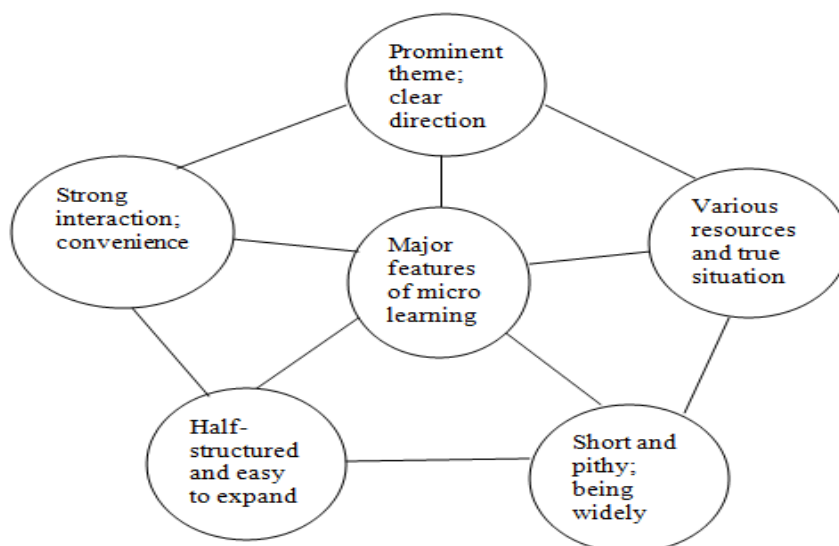 Prominent
theme;
clear
direction
Strong
interaction;
convenience
Major
features
of micro
learning
Various
resources
and true
situation
Half-
structured
and easy
to expand
Short and
pithy;
being
widely